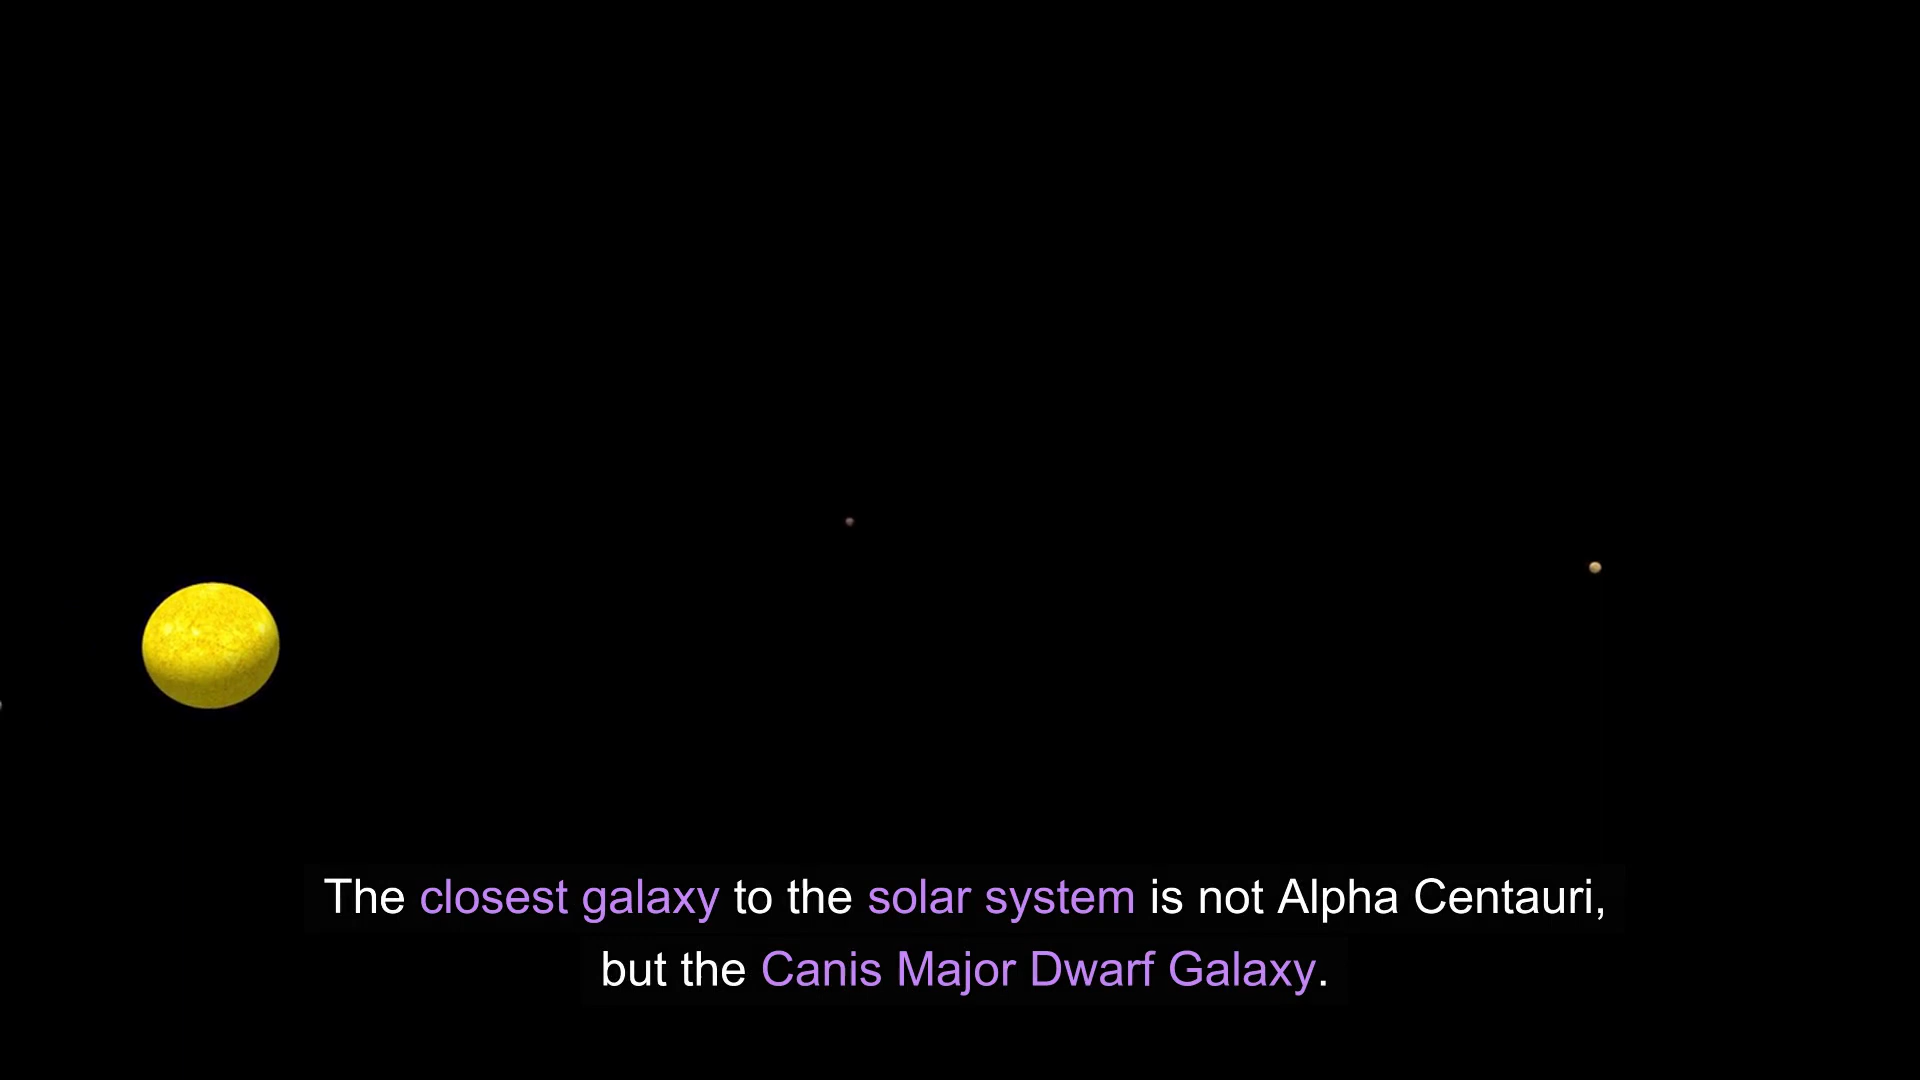 The closest galaxy to the solar system is not Alpha Centauri,
but the Canis Major Dwarf Galaxy.